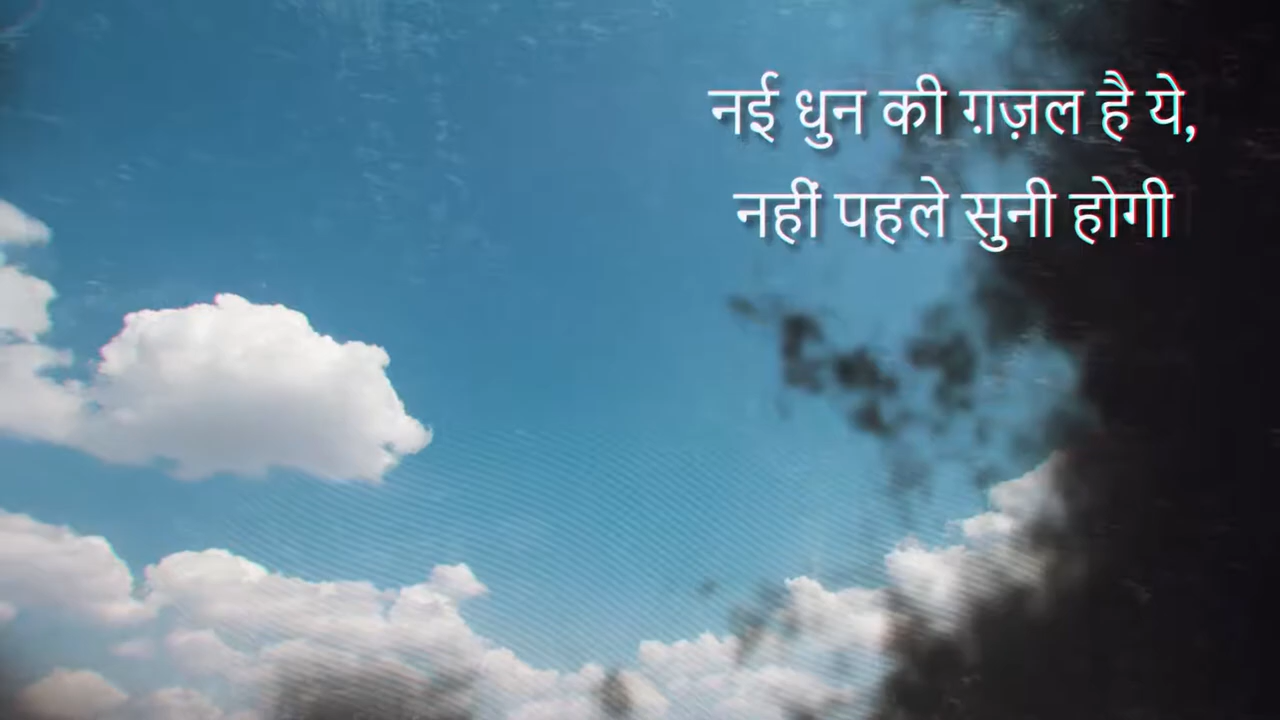 नई धुन की ग़ज़ल है ये,
नहीं पहले सुनी होगी